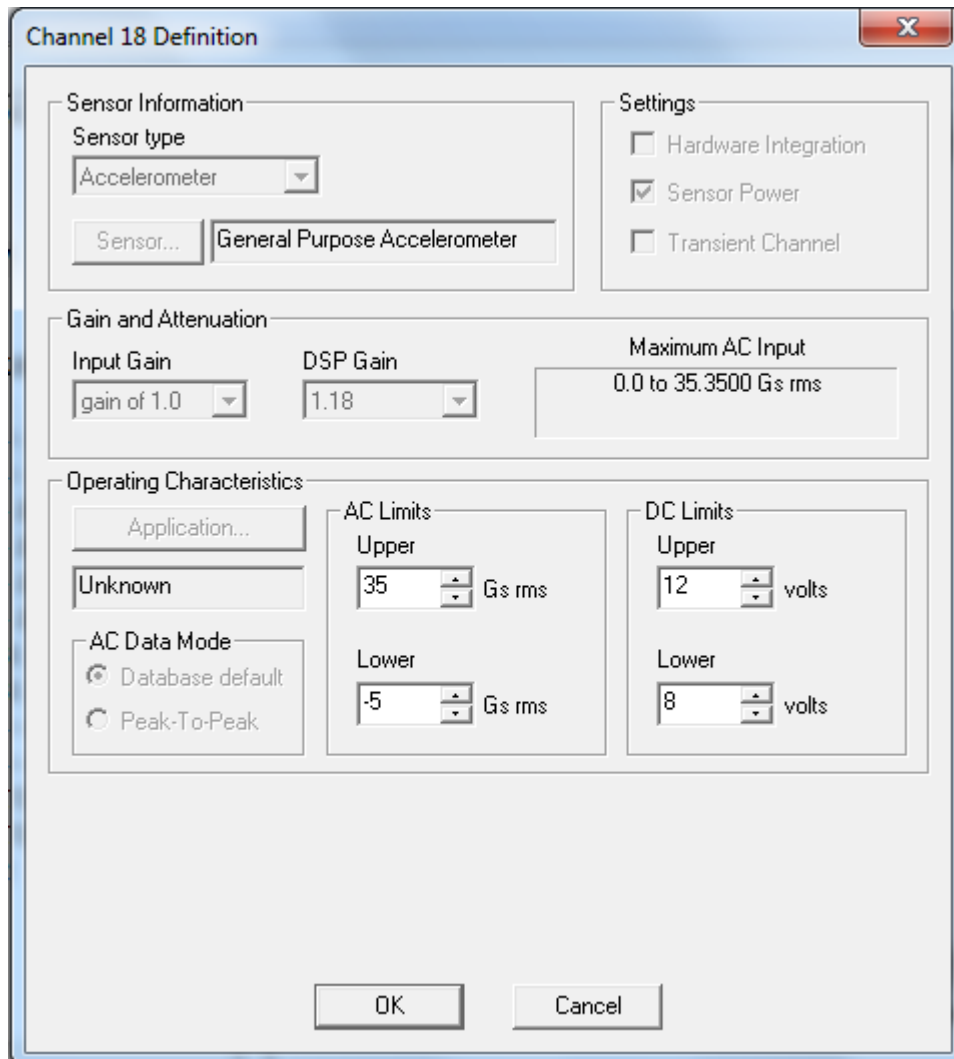 Channel 18 Definition
Sensor Information
Sensor type
Accelerometer
Sensor...
General Purpose Accelerometer
Settings
Hardware Integration
Sensor Power
Transient Channel
Gain and Attenuation
Input Gain
gain of 1.0
DSP Gain
1.18
Maximum AC Input
0.0 to 35.3500 Gs rms
Operating Characteristics
Application...
Unknown
AC Data Mode
Database default
Peak-To-Peak
AC Limits
Upper
35 Gs rms
Lower
-5 Gs rms
DC Limits
Upper
12 volts
Lower
8 volts
OK
Cancel